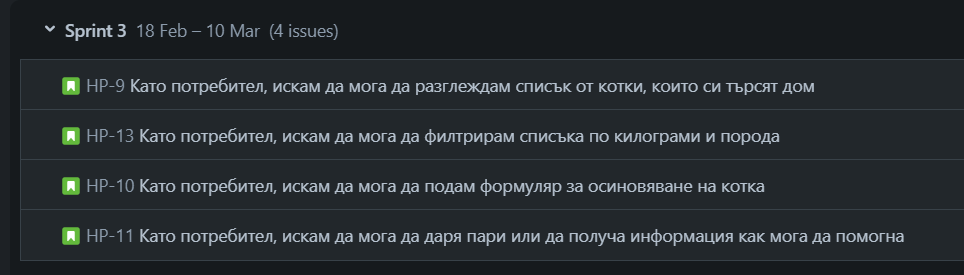 Sprint 3 18 Feb – 10 Mar (4 issues)
HP-9 Като потребител, искам да мога да разглеждам списък от котки, които си търсят дом
HP-13 Като потребител, искам да мога да филтрирам списъка по килограми и порода
HP-10 Като потребител, искам да мога да подам формуляр за осиновяване на котка
HP-11 Като потребител, искам да мога да даря пари или да получа информация как мога да помогна